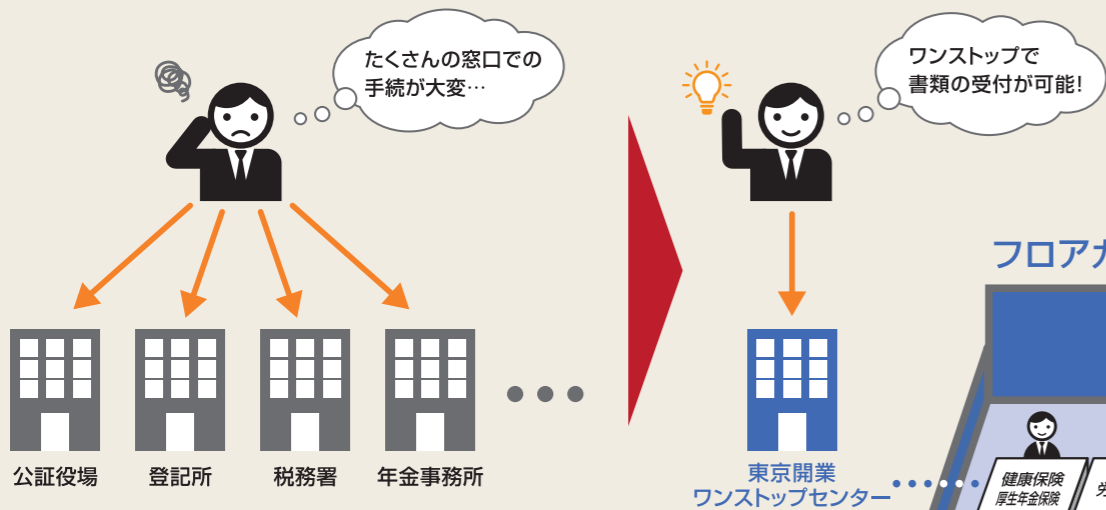 たくさんの窓口での
手続が大変…
ワンストップで
書類の受付が可能!
フロアガ
公証役場
登記所
税務署
年金事務所
東京開業
ワンストップセンター
健康保険
厚生年金保険
労